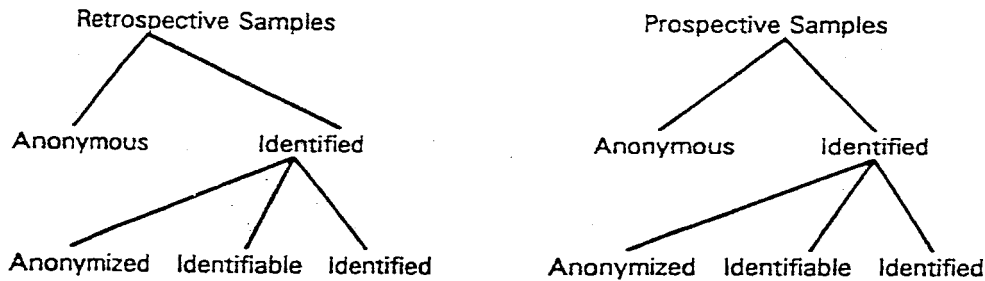 Retrospective Samples
Prospective Samples
Anonymous
Identified
Anonymous
Identified
Anonymized
Identifiable
Identified
Anonymized
Identifiable
Identified